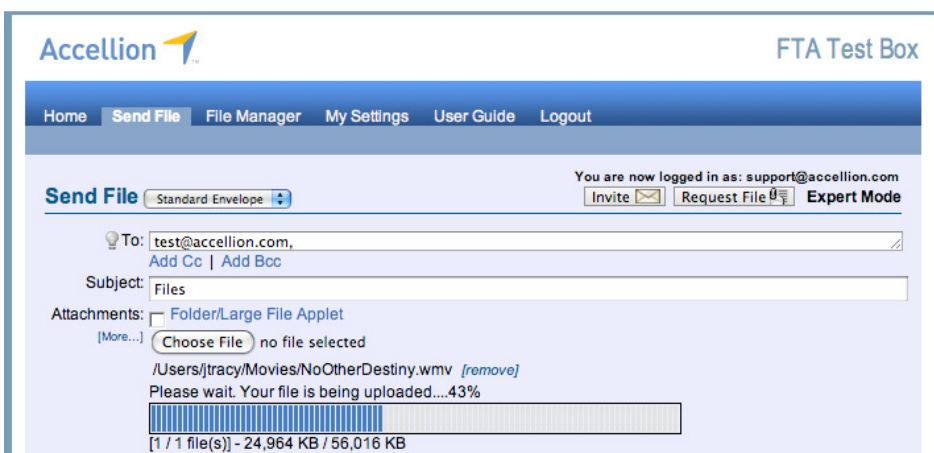 Accellion
FTA Test Box
Home Send File File Manager My Settings User Guide Logout
You are now logged in as: support@accellion.com
Send File Standard Envelope Invite Request File Expert Mode
To: test@accellion.com,
Add Cc | Add Bcc
Subject: Files
Attachments: Folder/Large File Applet
[More...] Choose File no file selected
/Users/jtracy/Movies/NoOtherDestiny.wmv [remove]
Please wait. Your file is being uploaded....43%
[1 / 1 file(s)] - 24,964 KB / 56,016 KB